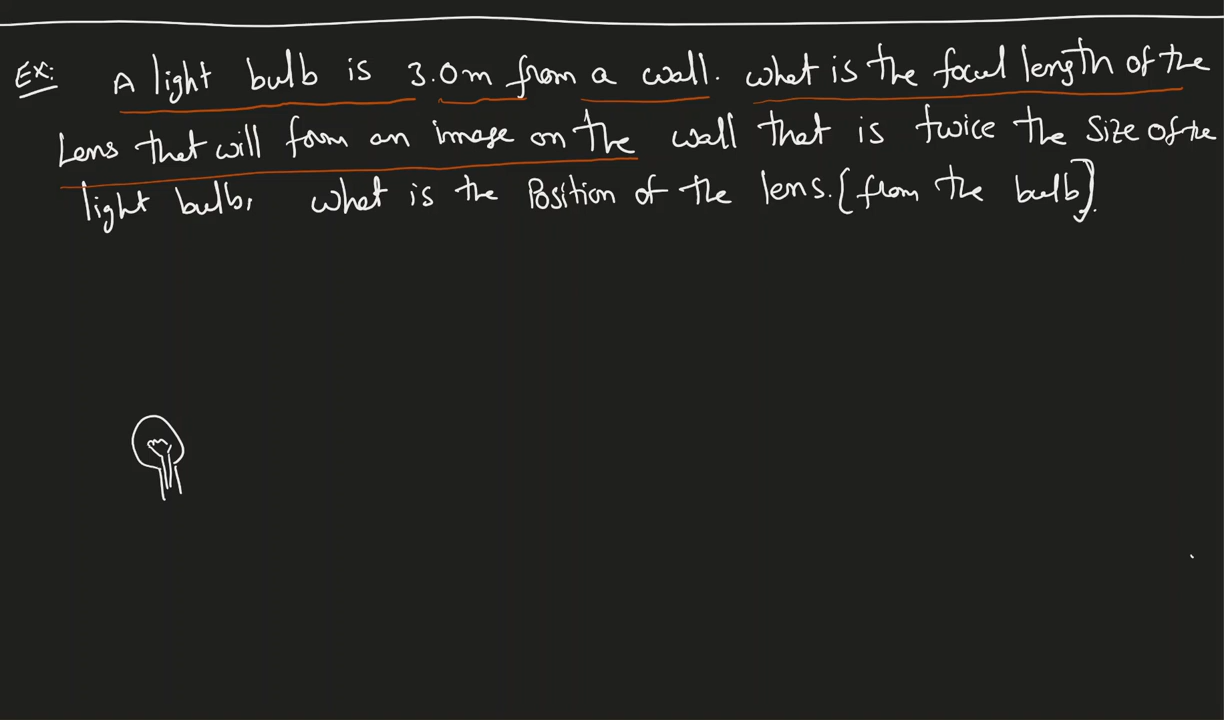 Ex: A light bulb is 3.0m from a wall. what is the focal length of the
Lens that will form an image on the wall that is twice the Size of the
light bulb, what is the Position of the lens. [from the bulb].